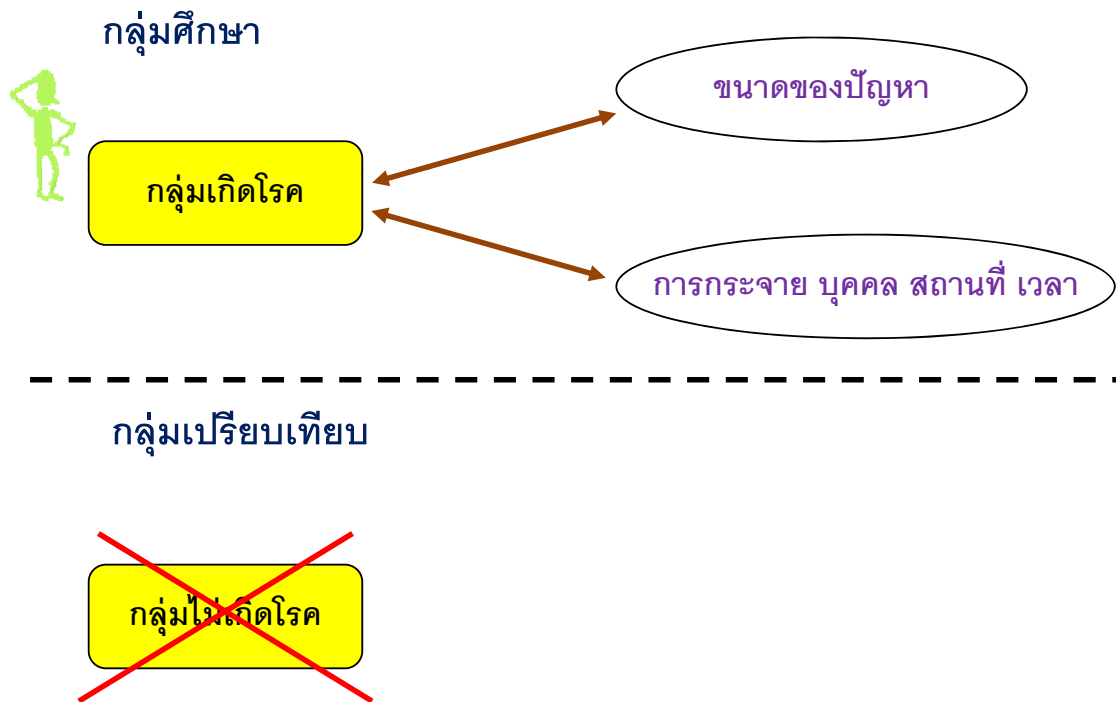 กลุ่มศึกษา
ขนาดของปัญหา
กลุ่มเกิดโรค
การกระจาย บุคคล สถานที่ เวลา
กลุ่มเปรียบเทียบ
กลุ่มไม่เกิดโรค